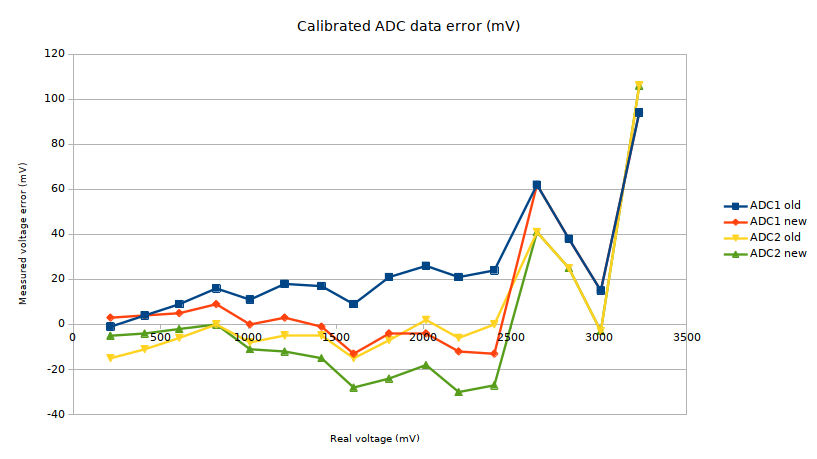 Calibrated ADC data error (mV)
120
100
80
60
40
20
0
-20
-40
0 500 1000 1500 2000 2500 3000 3500
Measured voltage error (mV)
Real voltage (mV)
ADC1 old
ADC1 new
ADC2 old
ADC2 new